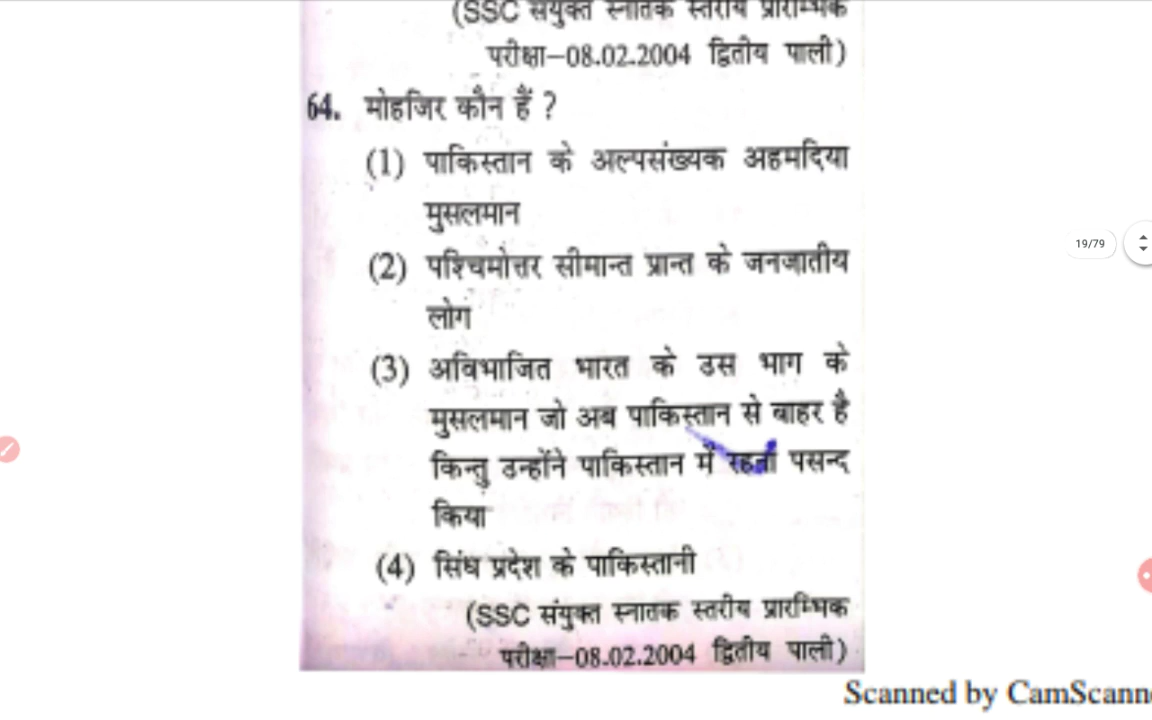 (SSC संयुक्त स्नातक स्तरीय प्रारम्भिक
परीक्षा–08.02.2004 द्वितीय पाली)
64. मोहजिर कौन हैं ?
(1) पाकिस्तान के अल्पसंख्यक अहमदिया
मुसलमान
(2) पश्चिमोत्तर सीमान्त प्रान्त के जनजातीय
लोग
(3) अविभाजित भारत के उस भाग के
मुसलमान जो अब पाकिस्तान से बाहर है
किन्तु उन्होंने पाकिस्तान में रहना पसन्द
किया
(4) सिंध प्रदेश के पाकिस्तानी
(SSC संयुक्त स्नातक स्तरीय प्रारम्भिक
परीक्षा–08.02.2004 द्वितीय पाली)
19/79
Scanned by CamScann